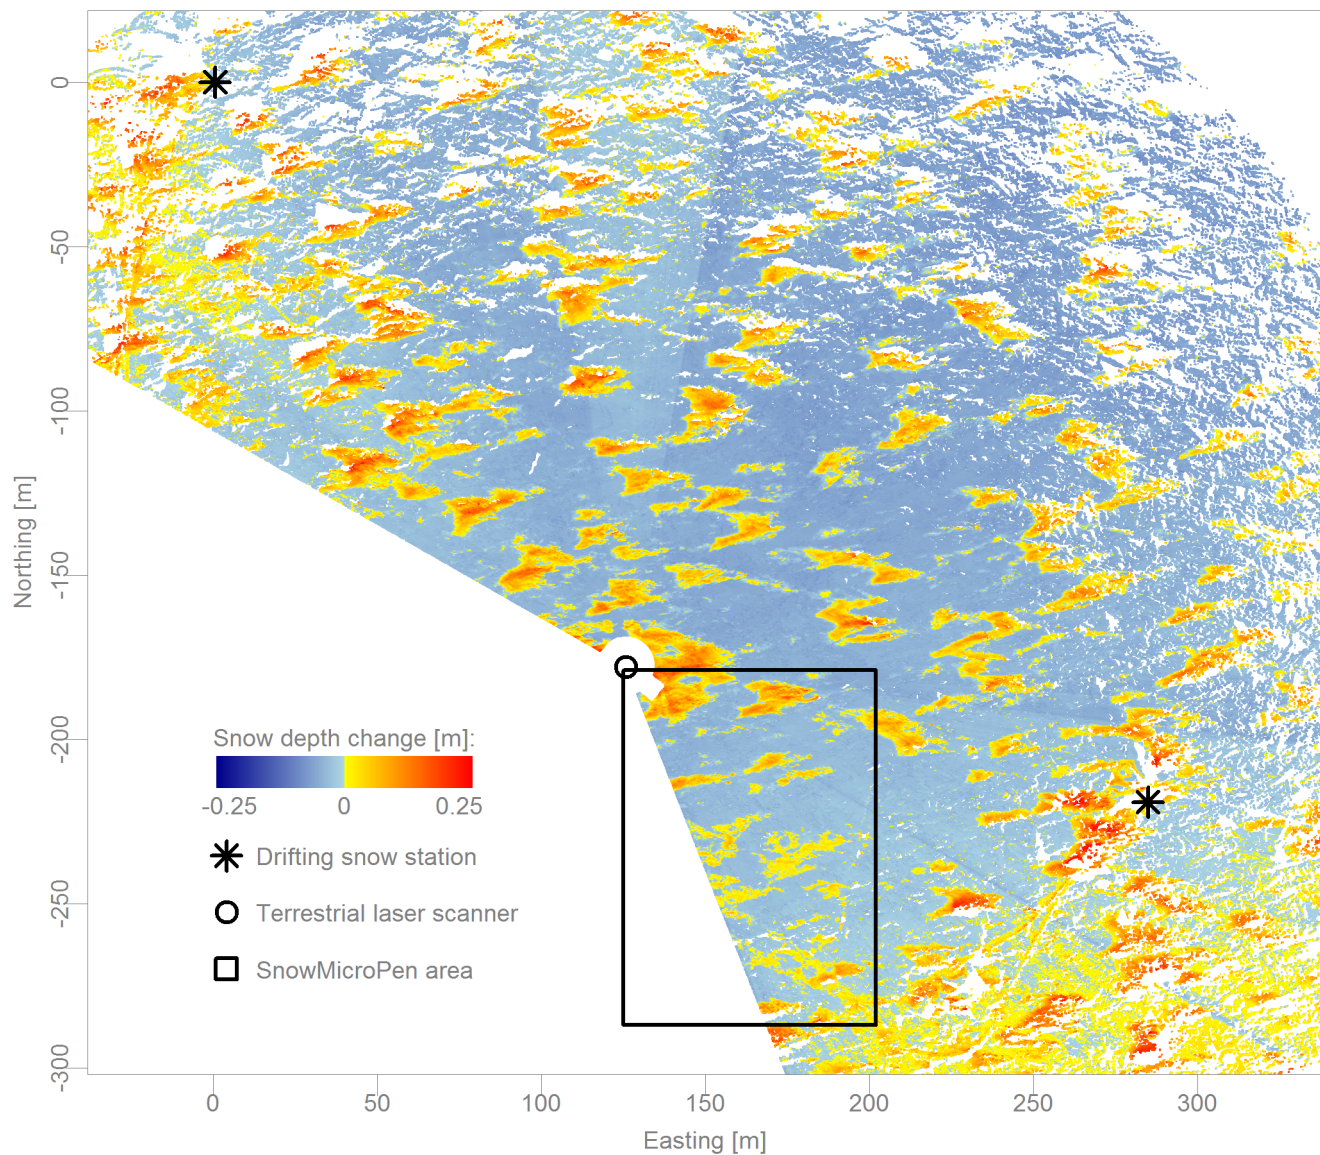 0
-50
-100
-150
-200
-250
-300
Northing [m]
Snow depth change [m]:
-0.25 0 0.25
Drifting snow station
Terrestrial laser scanner
SnowMicroPen area
0 50 100 150 200 250 300
Easting [m]